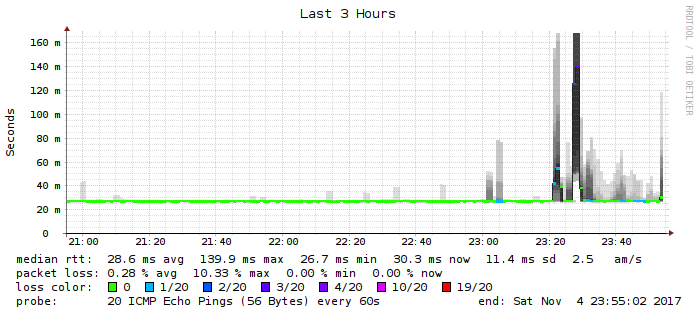 Last 3 Hours
RRDTOOL / TOBI OETIKER
Seconds
160 m
140 m
120 m
100 m
80 m
60 m
40 m
20 m
0
21:00 21:20 21:40 22:00 22:20 22:40 23:00 23:20 23:40
median rtt: 28.6 ms avg 139.9 ms max 26.7 ms min 30.3 ms now 11.4 ms sd 2.5 am/s
packet loss: 0.28 % avg 10.33 % max 0.00 % min 0.00 % now
loss color: 0 1/20 2/20 3/20 4/20 10/20 19/20
probe: 20 ICMP Echo Pings (56 Bytes) every 60s end: Sat Nov 4 23:55:02 2017